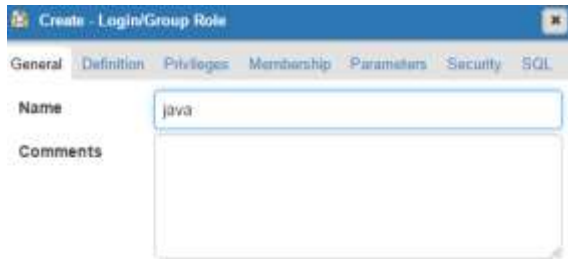 Create - Login/Group Role
General Definition Privileges Membership Parameters Security SQL
Name java
Comments